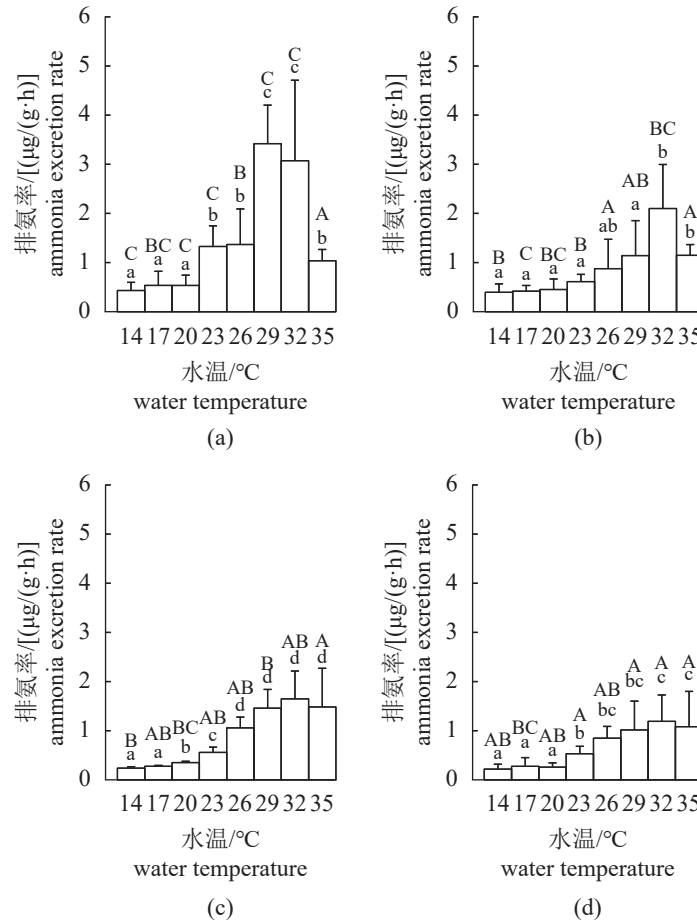 排氨率/[(μg/(g·h)]
ammonia excretion rate
6
5
4
3
2
1
0
C BC C C B C C A
a a a b b c c b
14 17 20 23 26 29 32 35
水温/°C
water temperature
(a)
排氨率/[(μg/(g·h)]
ammonia excretion rate
6
5
4
3
2
1
0
B C BC B A AB BC A
a a a a ab a b b
14 17 20 23 26 29 32 35
水温/°C
water temperature
(b)
排氨率/[(μg/(g·h)]
ammonia excretion rate
6
5
4
3
2
1
0
B AB BC AB AB B AB A
a a b c d d d d
14 17 20 23 26 29 32 35
水温/°C
water temperature
(c)
排氨率/[(μg/(g·h)]
ammonia excretion rate
6
5
4
3
2
1
0
AB BC AB A AB A A A
a a a b bc bc c c
14 17 20 23 26 29 32 35
水温/°C
water temperature
(d)